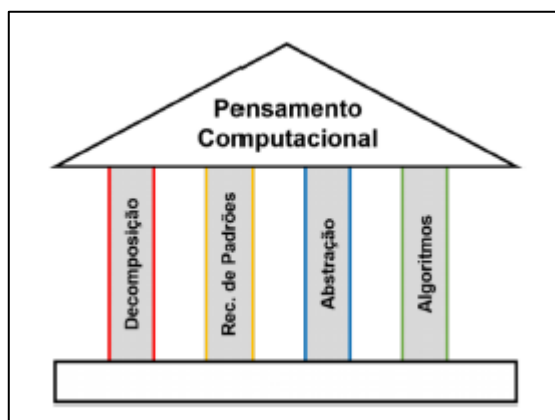 Pensamento
Computacional
Decomposição
Rec. de Padrões
Abstração
Algoritmos